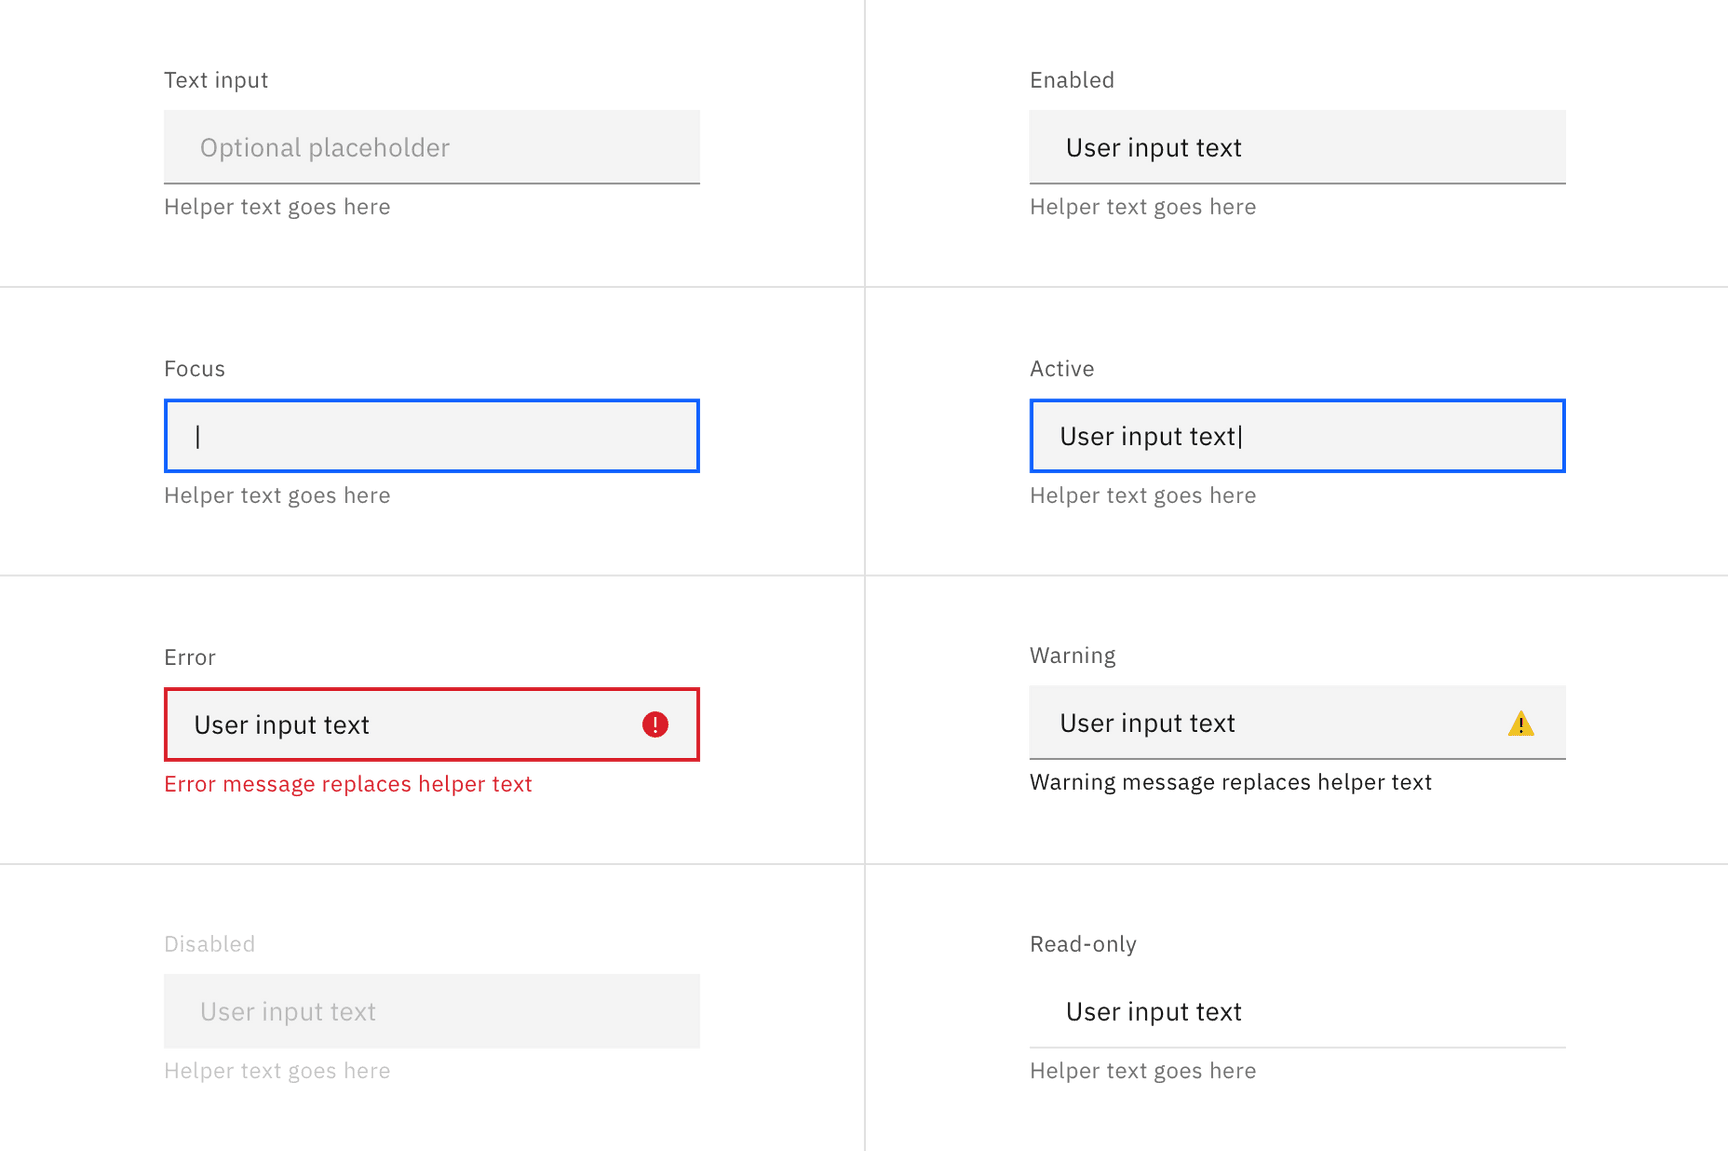 Text input
Optional placeholder
Helper text goes here
Enabled
User input text
Helper text goes here
Focus
Helper text goes here
Active
User input text
Helper text goes here
Error
User input text
Error message replaces helper text
Warning
User input text
Warning message replaces helper text
Disabled
User input text
Helper text goes here
Read-only
User input text
Helper text goes here